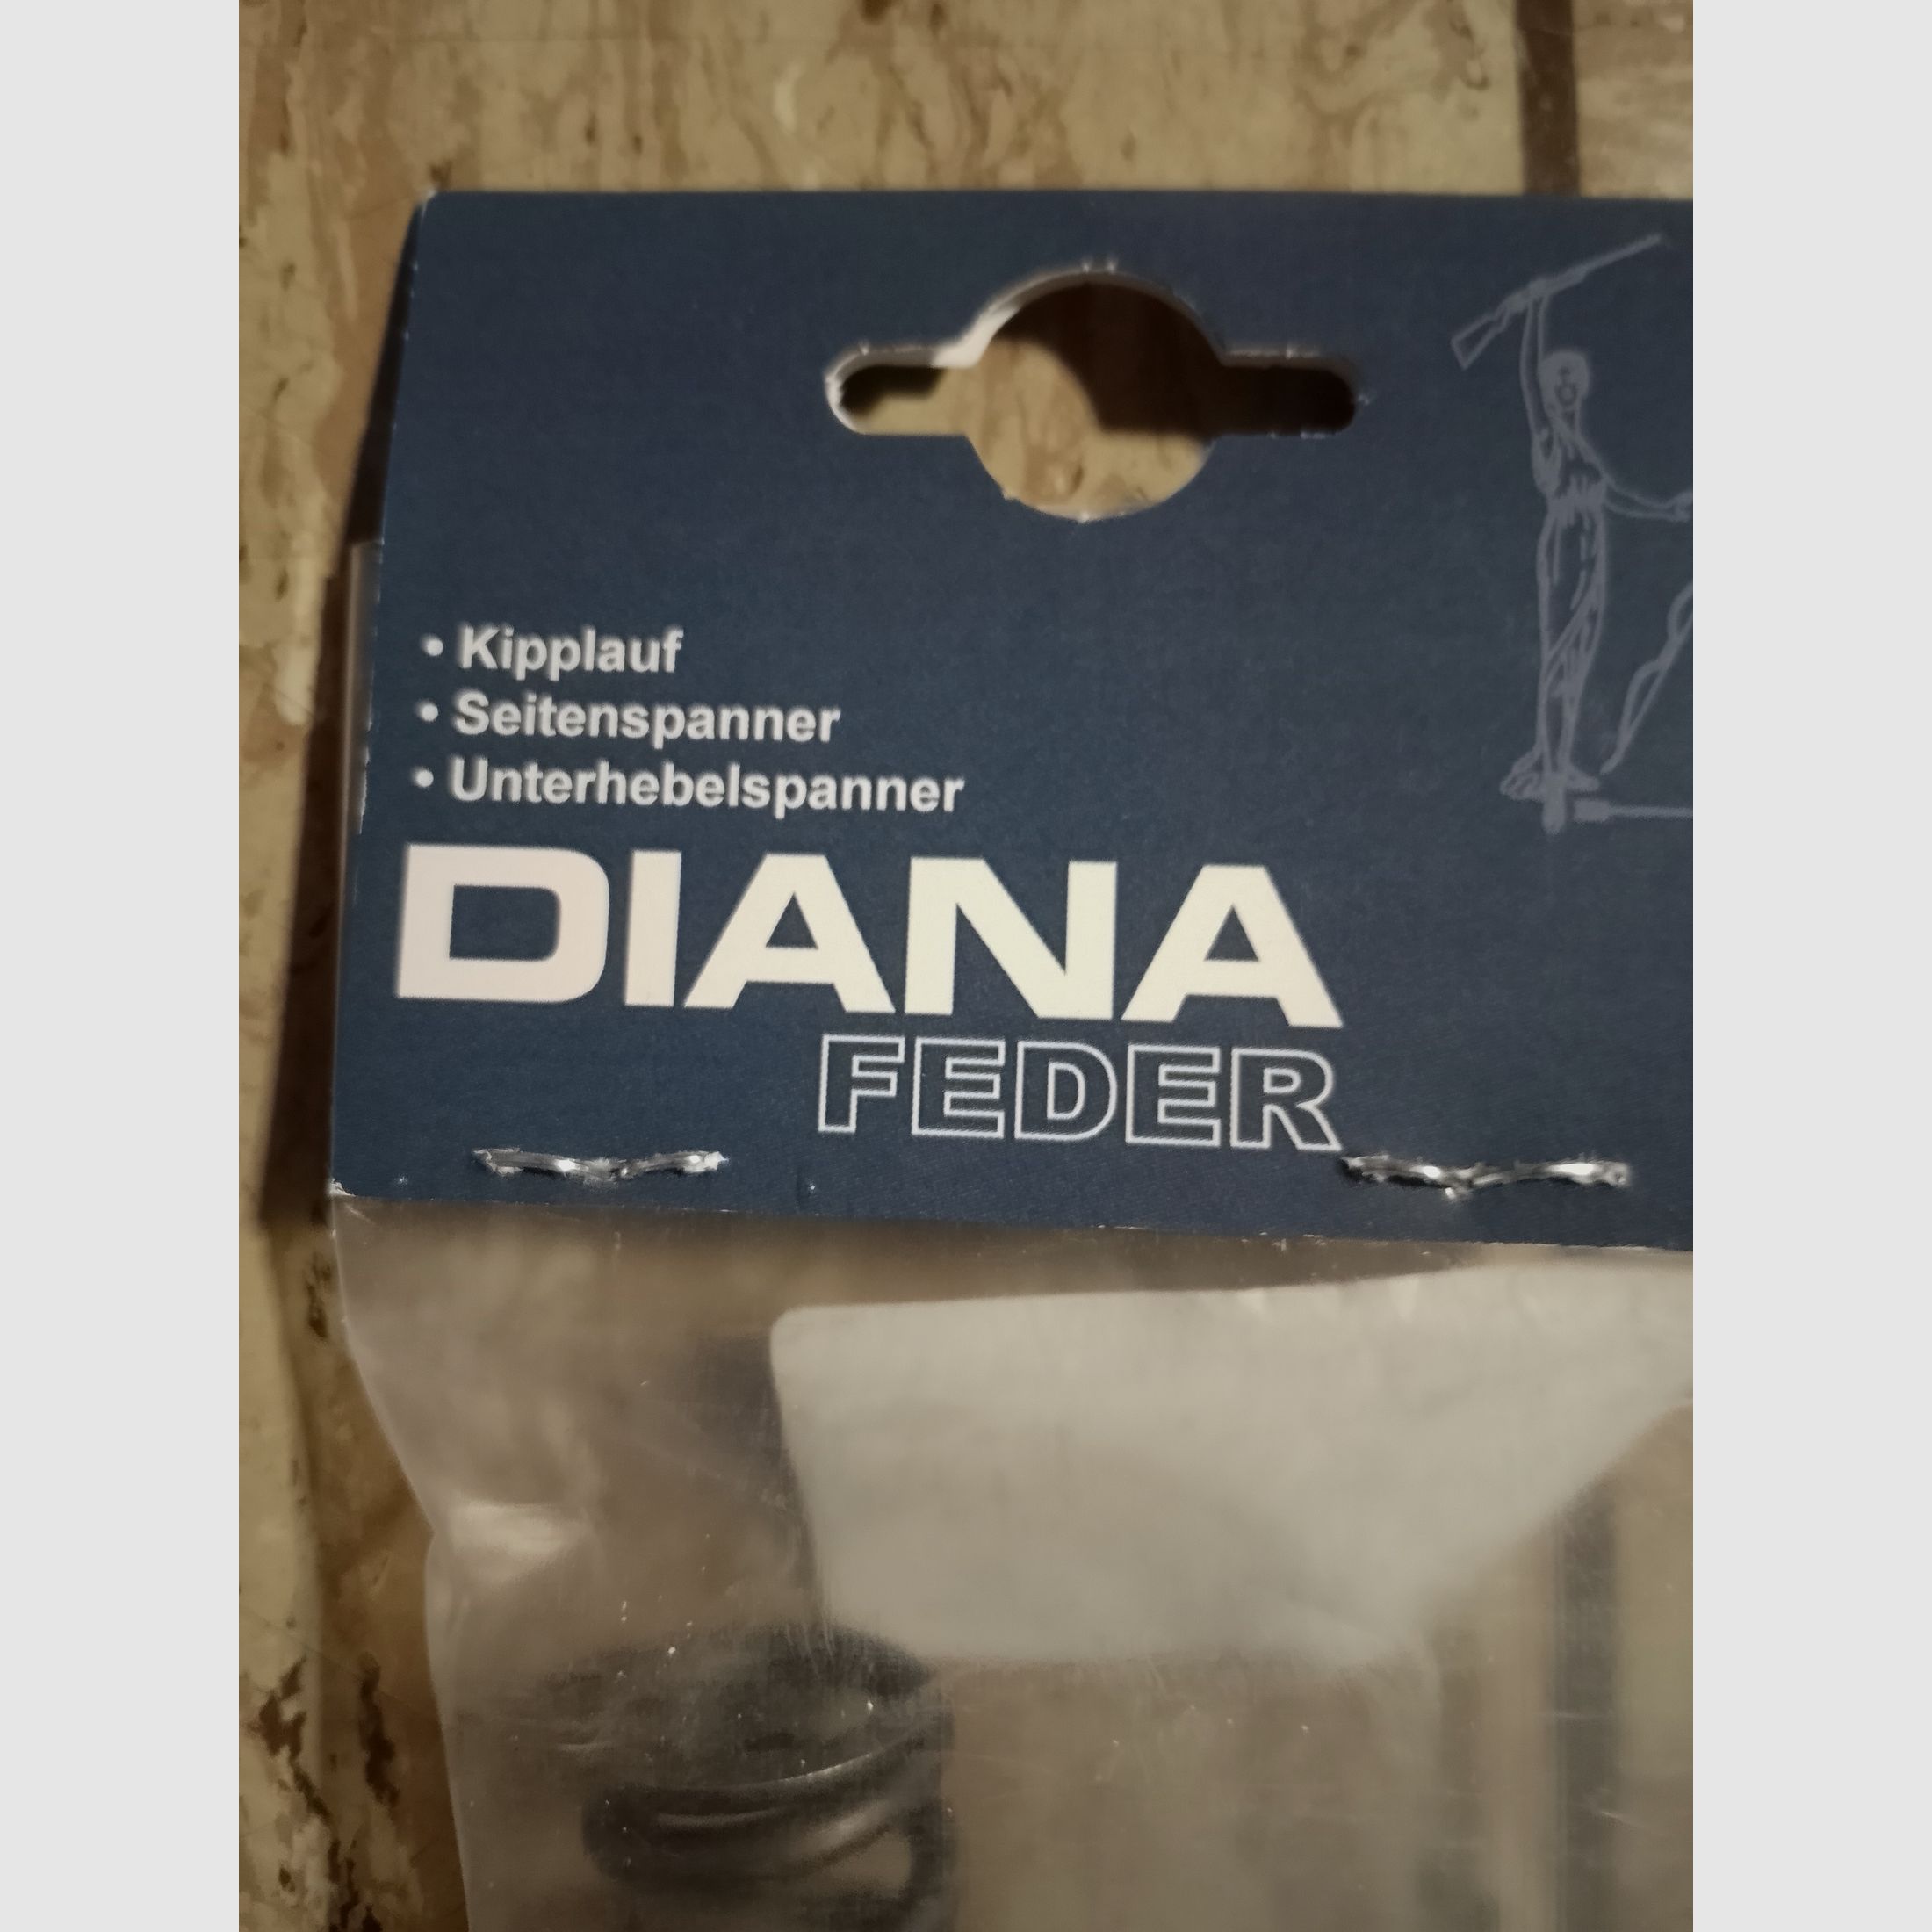 • Kipplauf
• Seitenspanner
• Unterhebelspanner
DIANA
FEDER